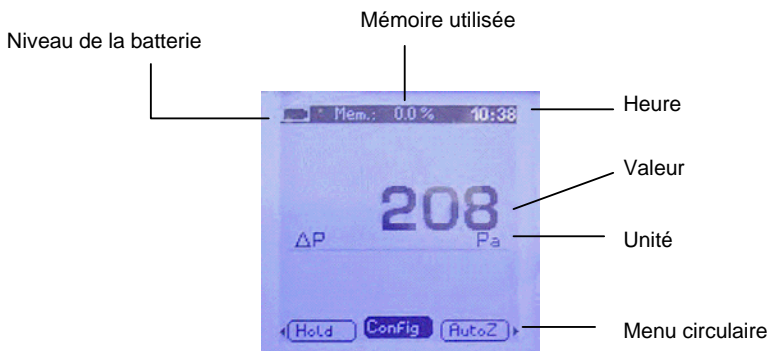 Mémoire utilisée
Niveau de la batterie
Heure
Mem.: 0.0 % 10:38
Valeur
208
Unité
ΔP Pa
Menu circulaire
Hold Config AutoZ